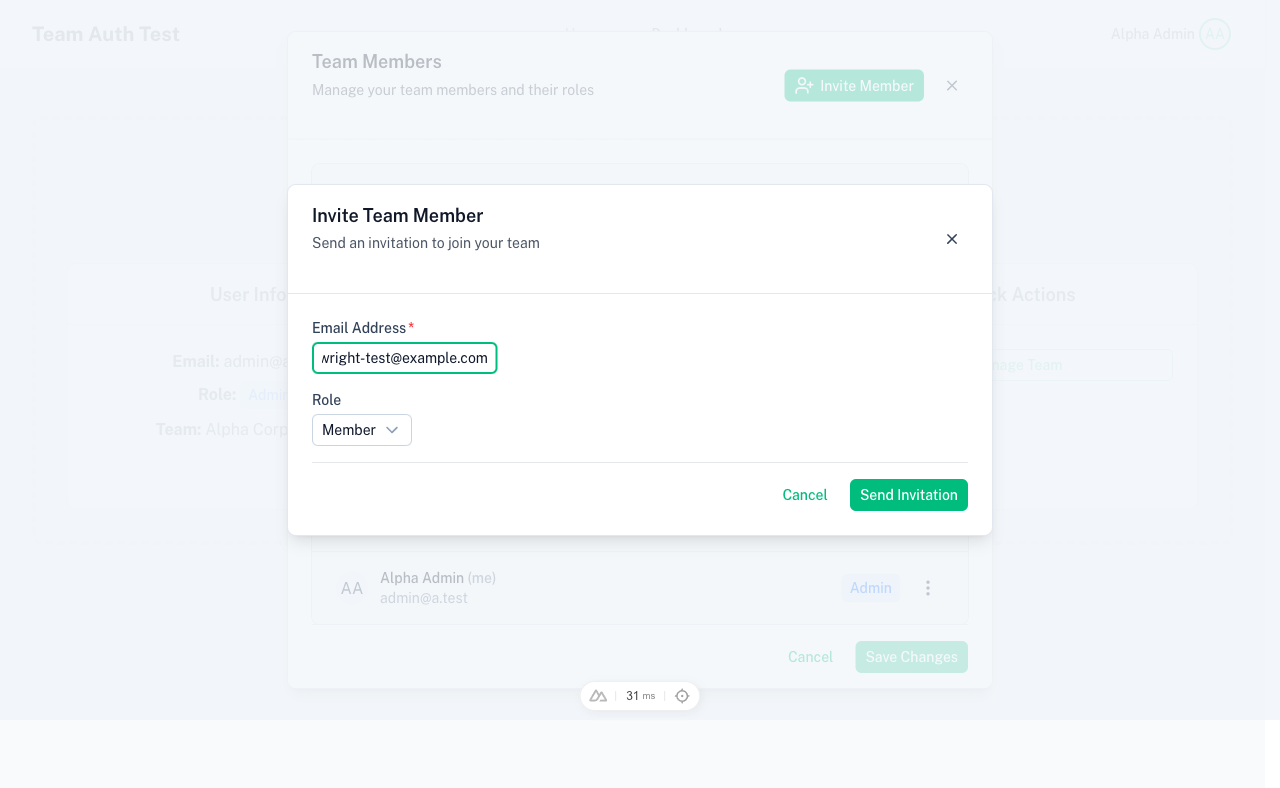 Team Auth Test
Alpha Admin AA
Team Members
Manage your team members and their roles
Invite Member
Invite Team Member
Send an invitation to join your team
Email Address*
wright-test@example.com
Role
Member
Cancel
Send Invitation
User Info
Email: admin@a
Role: Admin
Team: Alpha Corp
k Actions
nage Team
AA
Alpha Admin (me)
admin@a.test
Admin
Cancel
Save Changes
31 ms